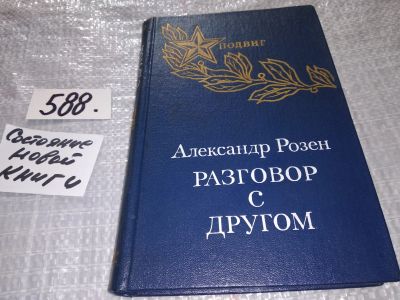 588.
Состояние
новой
книги
ПОДВИГ
Александр Розен
РАЗГОВОР
С
ДРУГОМ